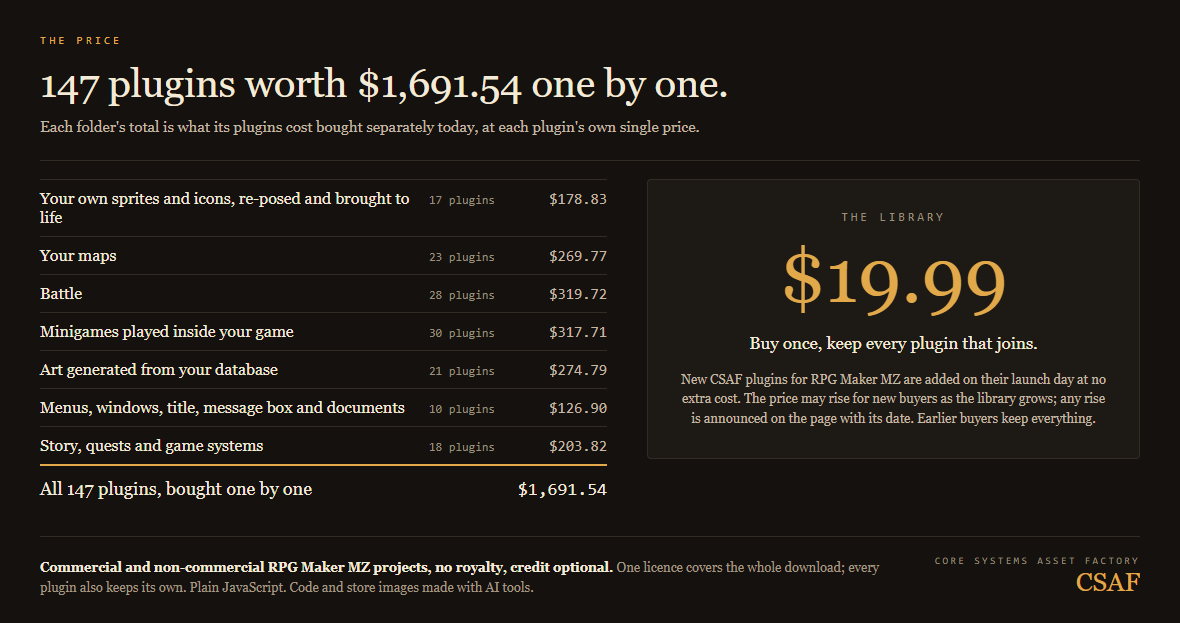 THE PRICE
147 plugins worth $1,691.54 one by one.
Each folder's total is what its plugins cost bought separately today, at each plugin's own single price.
Your own sprites and icons, re-posed and brought to life 17 plugins $178.83
Your maps 23 plugins $269.77
Battle 28 plugins $319.72
Minigames played inside your game 30 plugins $317.71
Art generated from your database 21 plugins $274.79
Menus, windows, title, message box and documents 10 plugins $126.90
Story, quests and game systems 18 plugins $203.82
All 147 plugins, bought one by one $1,691.54
THE LIBRARY
$19.99
Buy once, keep every plugin that joins.
New CSAF plugins for RPG Maker MZ are added on their launch day at no
extra cost. The price may rise for new buyers as the library grows; any rise
is announced on the page with its date. Earlier buyers keep everything.
Commercial and non-commercial RPG Maker MZ projects, no royalty, credit optional. One licence covers the whole download; every
plugin also keeps its own. Plain JavaScript. Code and store images made with AI tools.
CORE SYSTEMS ASSET FACTORY
CSAF